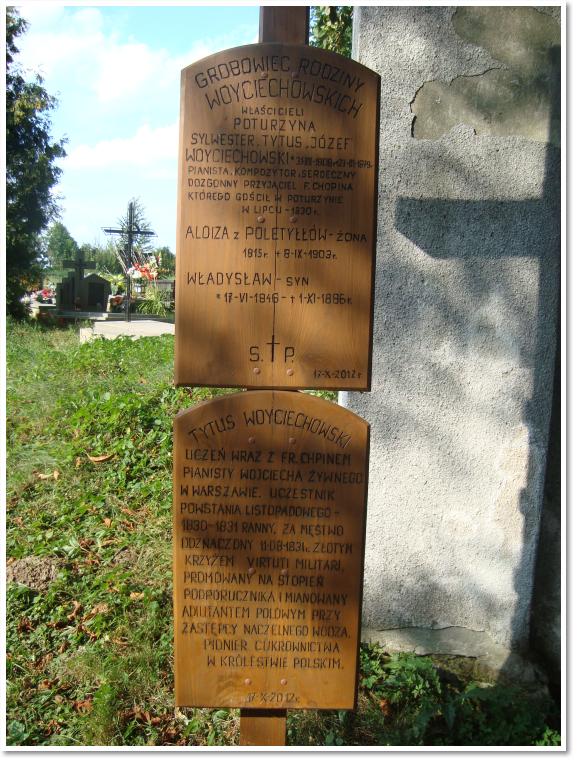 GROBOWIEC RODZINY
WOYCIECHOWSKICH
WŁAŚCICIELI
POTURZYNA
SYLWESTER, TYTUS "JÓZEF
WOYCIECHOWSKI
PIANISTA, KOMPOZYTOR, SERDECZNY
DOZGONNY PRZYJACIEL F. CHOPINA
KTÓREGO GOŚCIŁ W POTURZYNIE
W LIPCU - 1830 r.
ALOIZA z POLETYŁŁÓW - ŻONA
1815 r. + 8-IX-1903 r.
WŁADYSŁAW - SYN
* 17-VI-1846 - + 1-XI-1896 r.
S. † P.
17-X-2012 r.
TYTUS WOYCIECHOWSKI
UCZEŃ WRAZ Z FR. CHPINEM
PIANISTY WOJCIECHA ŻYWNEGO
W WARSZAWIE. UCZESTNIK
POWSTANIA LISTOPADOWEGO -
1830-1831 RANNY, ZA MĘSTWO
ODZNACZONY 11-08-1831 r. ZŁOTYM
KRZYŻEM VIRTUTI MILITARI,
PROMOWANY NA STOPIEŃ
PODPORUCZNIKA I MIANOWANY
ADIUTANTEM POLOWYM PRZY
ZASTĘPCY NACZELNEGO WODZA.
PIONIER CUKROWNICTWA
W KRÓLESTWIE POLSKIM.
17-X-2012 r.